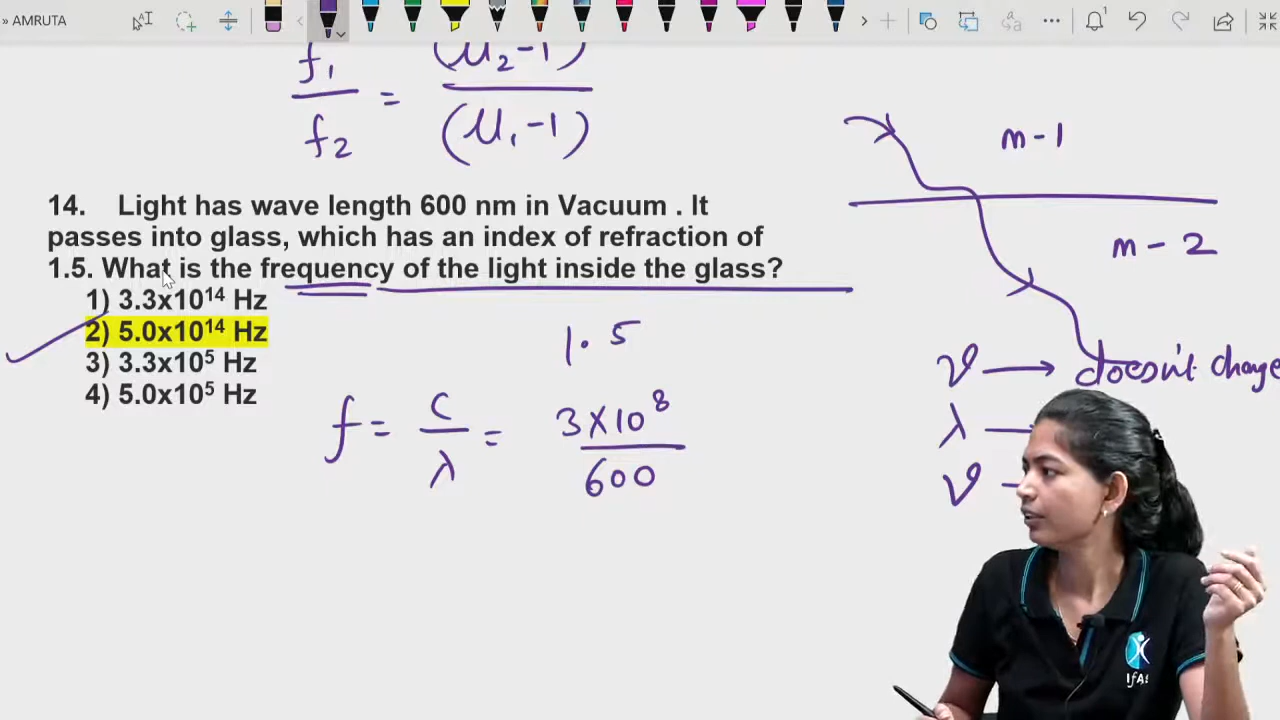 » AMRUTA
f1 / f2 = (μ2-1) / (μ1-1)
m-1
m-2
14. Light has wave length 600 nm in Vacuum . It
passes into glass, which has an index of refraction of
1.5. What is the frequency of the light inside the glass?
1) 3.3x10¹⁴ Hz
2) 5.0x10¹⁴ Hz
3) 3.3x10⁵ Hz
4) 5.0x10⁵ Hz
1.5
ν → doesn't change
λ —
ν —
f = c / λ = 3×10⁸ / 600
IFAS